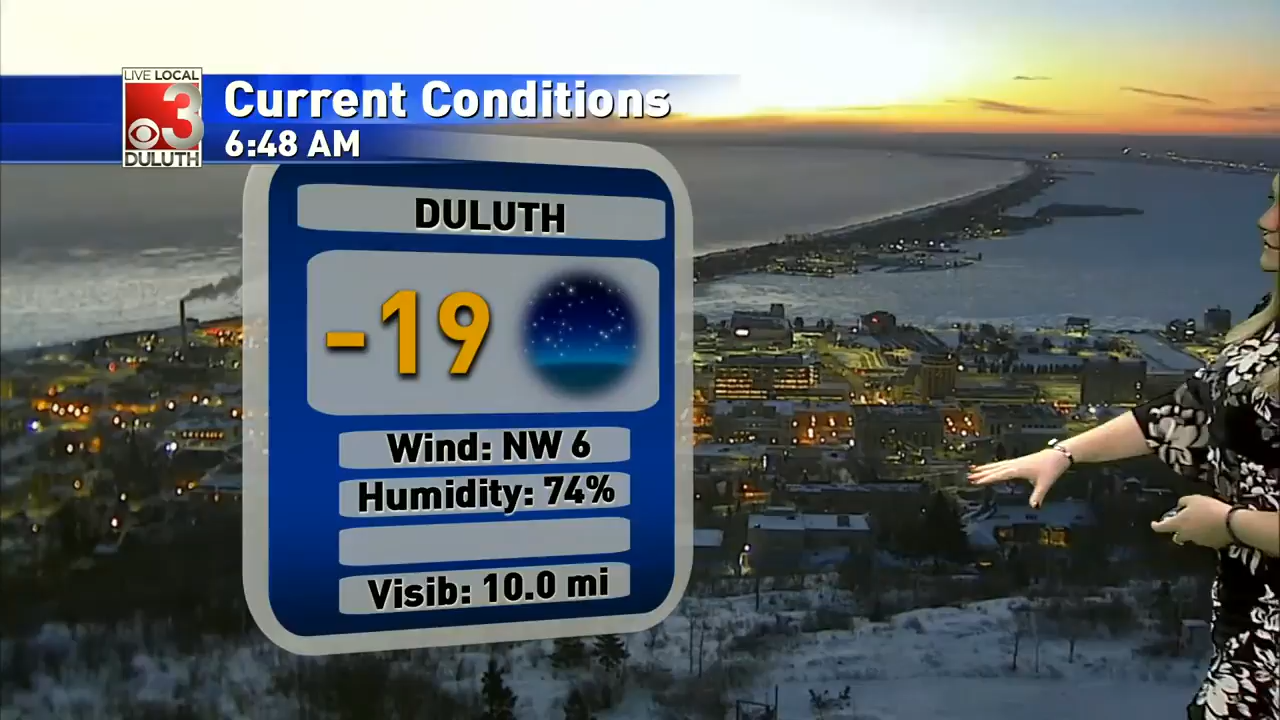 LIVE LOCAL
3
DULUTH
Current Conditions
6:48 AM
DULUTH
-19
Wind: NW 6
Humidity: 74%
Visib: 10.0 mi